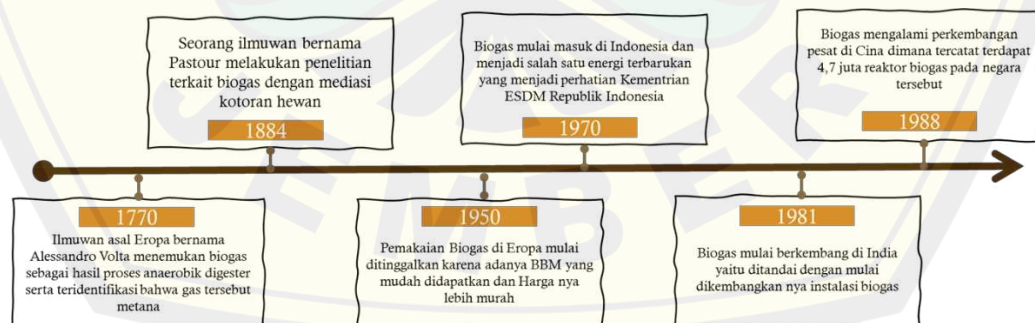 Seorang ilmuwan bernama
Pastour melakukan penelitian
terkait biogas dengan mediasi
kotoran hewan
1884
Biogas mulai masuk di Indonesia dan
menjadi salah satu energi terbarukan
yang menjadi perhatian Kementrian
ESDM Republik Indonesia
1970
Biogas mengalami perkembangan
pesat di Cina dimana tercatat terdapat
4,7 juta reaktor biogas pada negara
tersebut
1988
1770
Ilmuwan asal Eropa bernama
Alessandro Volta menemukan biogas
sebagai hasil proses anaerobik digester
serta teridentifikasi bahwa gas tersebut
metana
1950
Pemakaian Biogas di Eropa mulai
ditinggalkan karena adanya BBM yang
mudah didapatkan dan Harga nya
lebih murah
1981
Biogas mulai berkembang di India
yaitu ditandai dengan mulai
dikembangkan nya instalasi biogas
JEMBER